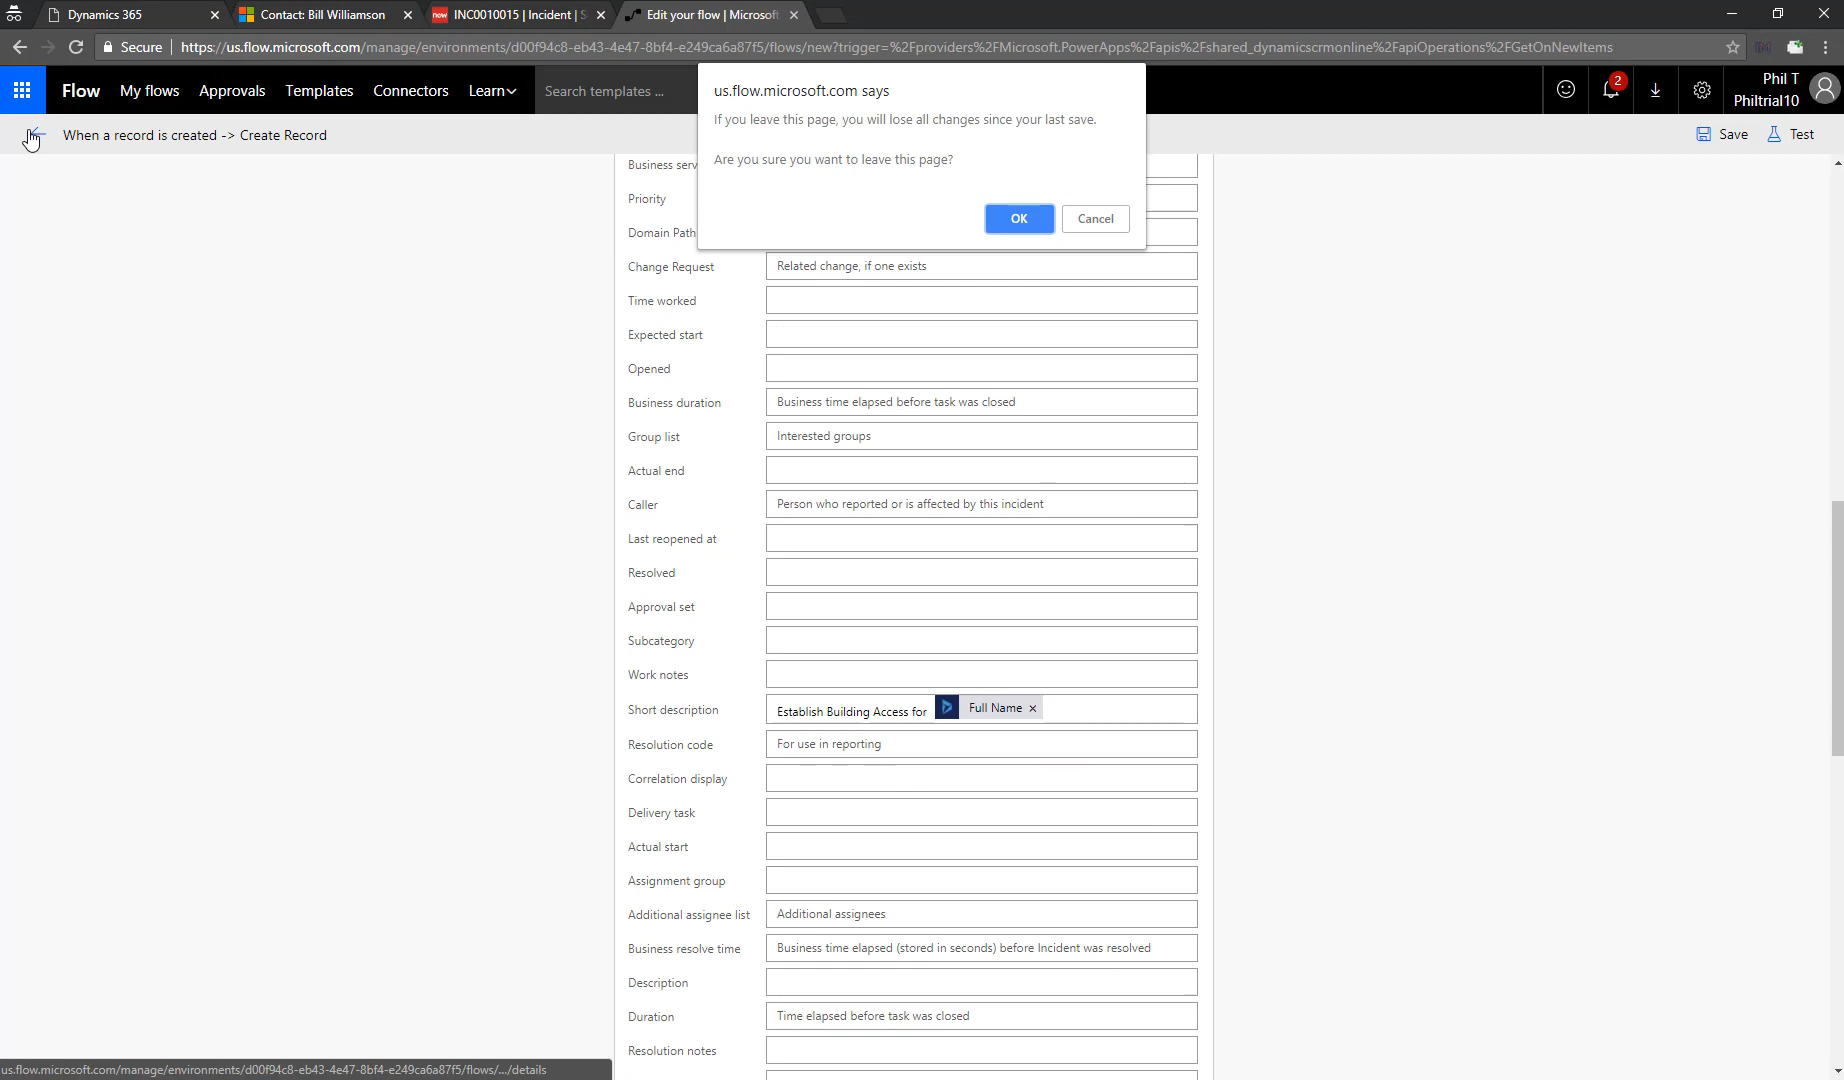 Dynamics 365
Contact: Bill Williamson
now INC0010015 | Incident | S
Edit your flow | Microsoft
Secure
https://us.flow.microsoft.com/manage/environments/d00f94c8-eb43-4e47-8bf4-e249ca6a87f5/flows/new?trigger=%2Fproviders%2FMicrosoft.PowerApps%2Fapis%2Fshared_dynamicscrmonline%2FapiOperations%2FGetOnNewItems
Flow
My flows
Approvals
Templates
Connectors
Learn
Search templates ...
2
Phil T
Philtrial10
us.flow.microsoft.com says
If you leave this page, you will lose all changes since your last save.
Are you sure you want to leave this page?
OK
Cancel
When a record is created -> Create Record
Save
Test
Business serv
Priority
Domain Path
Change Request
Related change, if one exists
Time worked
Expected start
Opened
Business duration
Business time elapsed before task was closed
Group list
Interested groups
Actual end
Caller
Person who reported or is affected by this incident
Last reopened at
Resolved
Approval set
Subcategory
Work notes
Short description
Establish Building Access for Full Name ×
Resolution code
For use in reporting
Correlation display
Delivery task
Actual start
Assignment group
Additional assignee list
Additional assignees
Business resolve time
Business time elapsed (stored in seconds) before Incident was resolved
Description
Duration
Time elapsed before task was closed
Resolution notes
us.flow.microsoft.com/manage/environments/d00f94c8-eb43-4e47-8bf4-e249ca6a87f5/flows/.../details